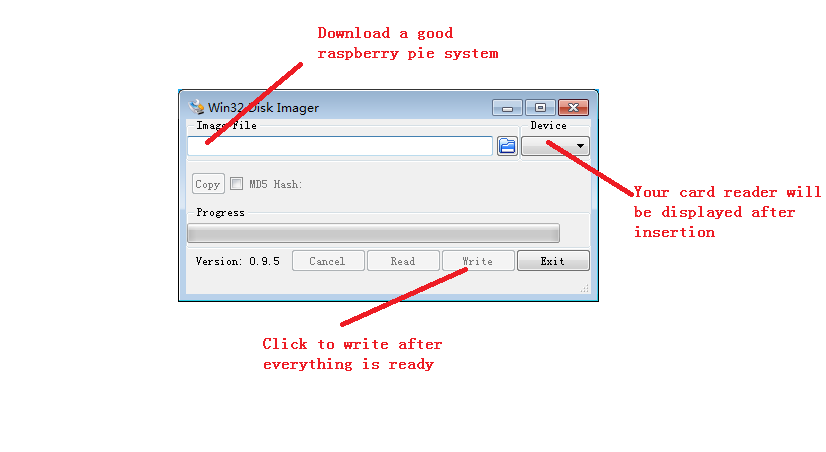 Download a good
raspberry pie system
Win32 Disk Imager
Image File
Device
Copy
MD5 Hash:
Your card reader will
be displayed after
insertion
Progress
Version: 0.9.5
Cancel
Read
Write
Exit
Click to write after
everything is ready